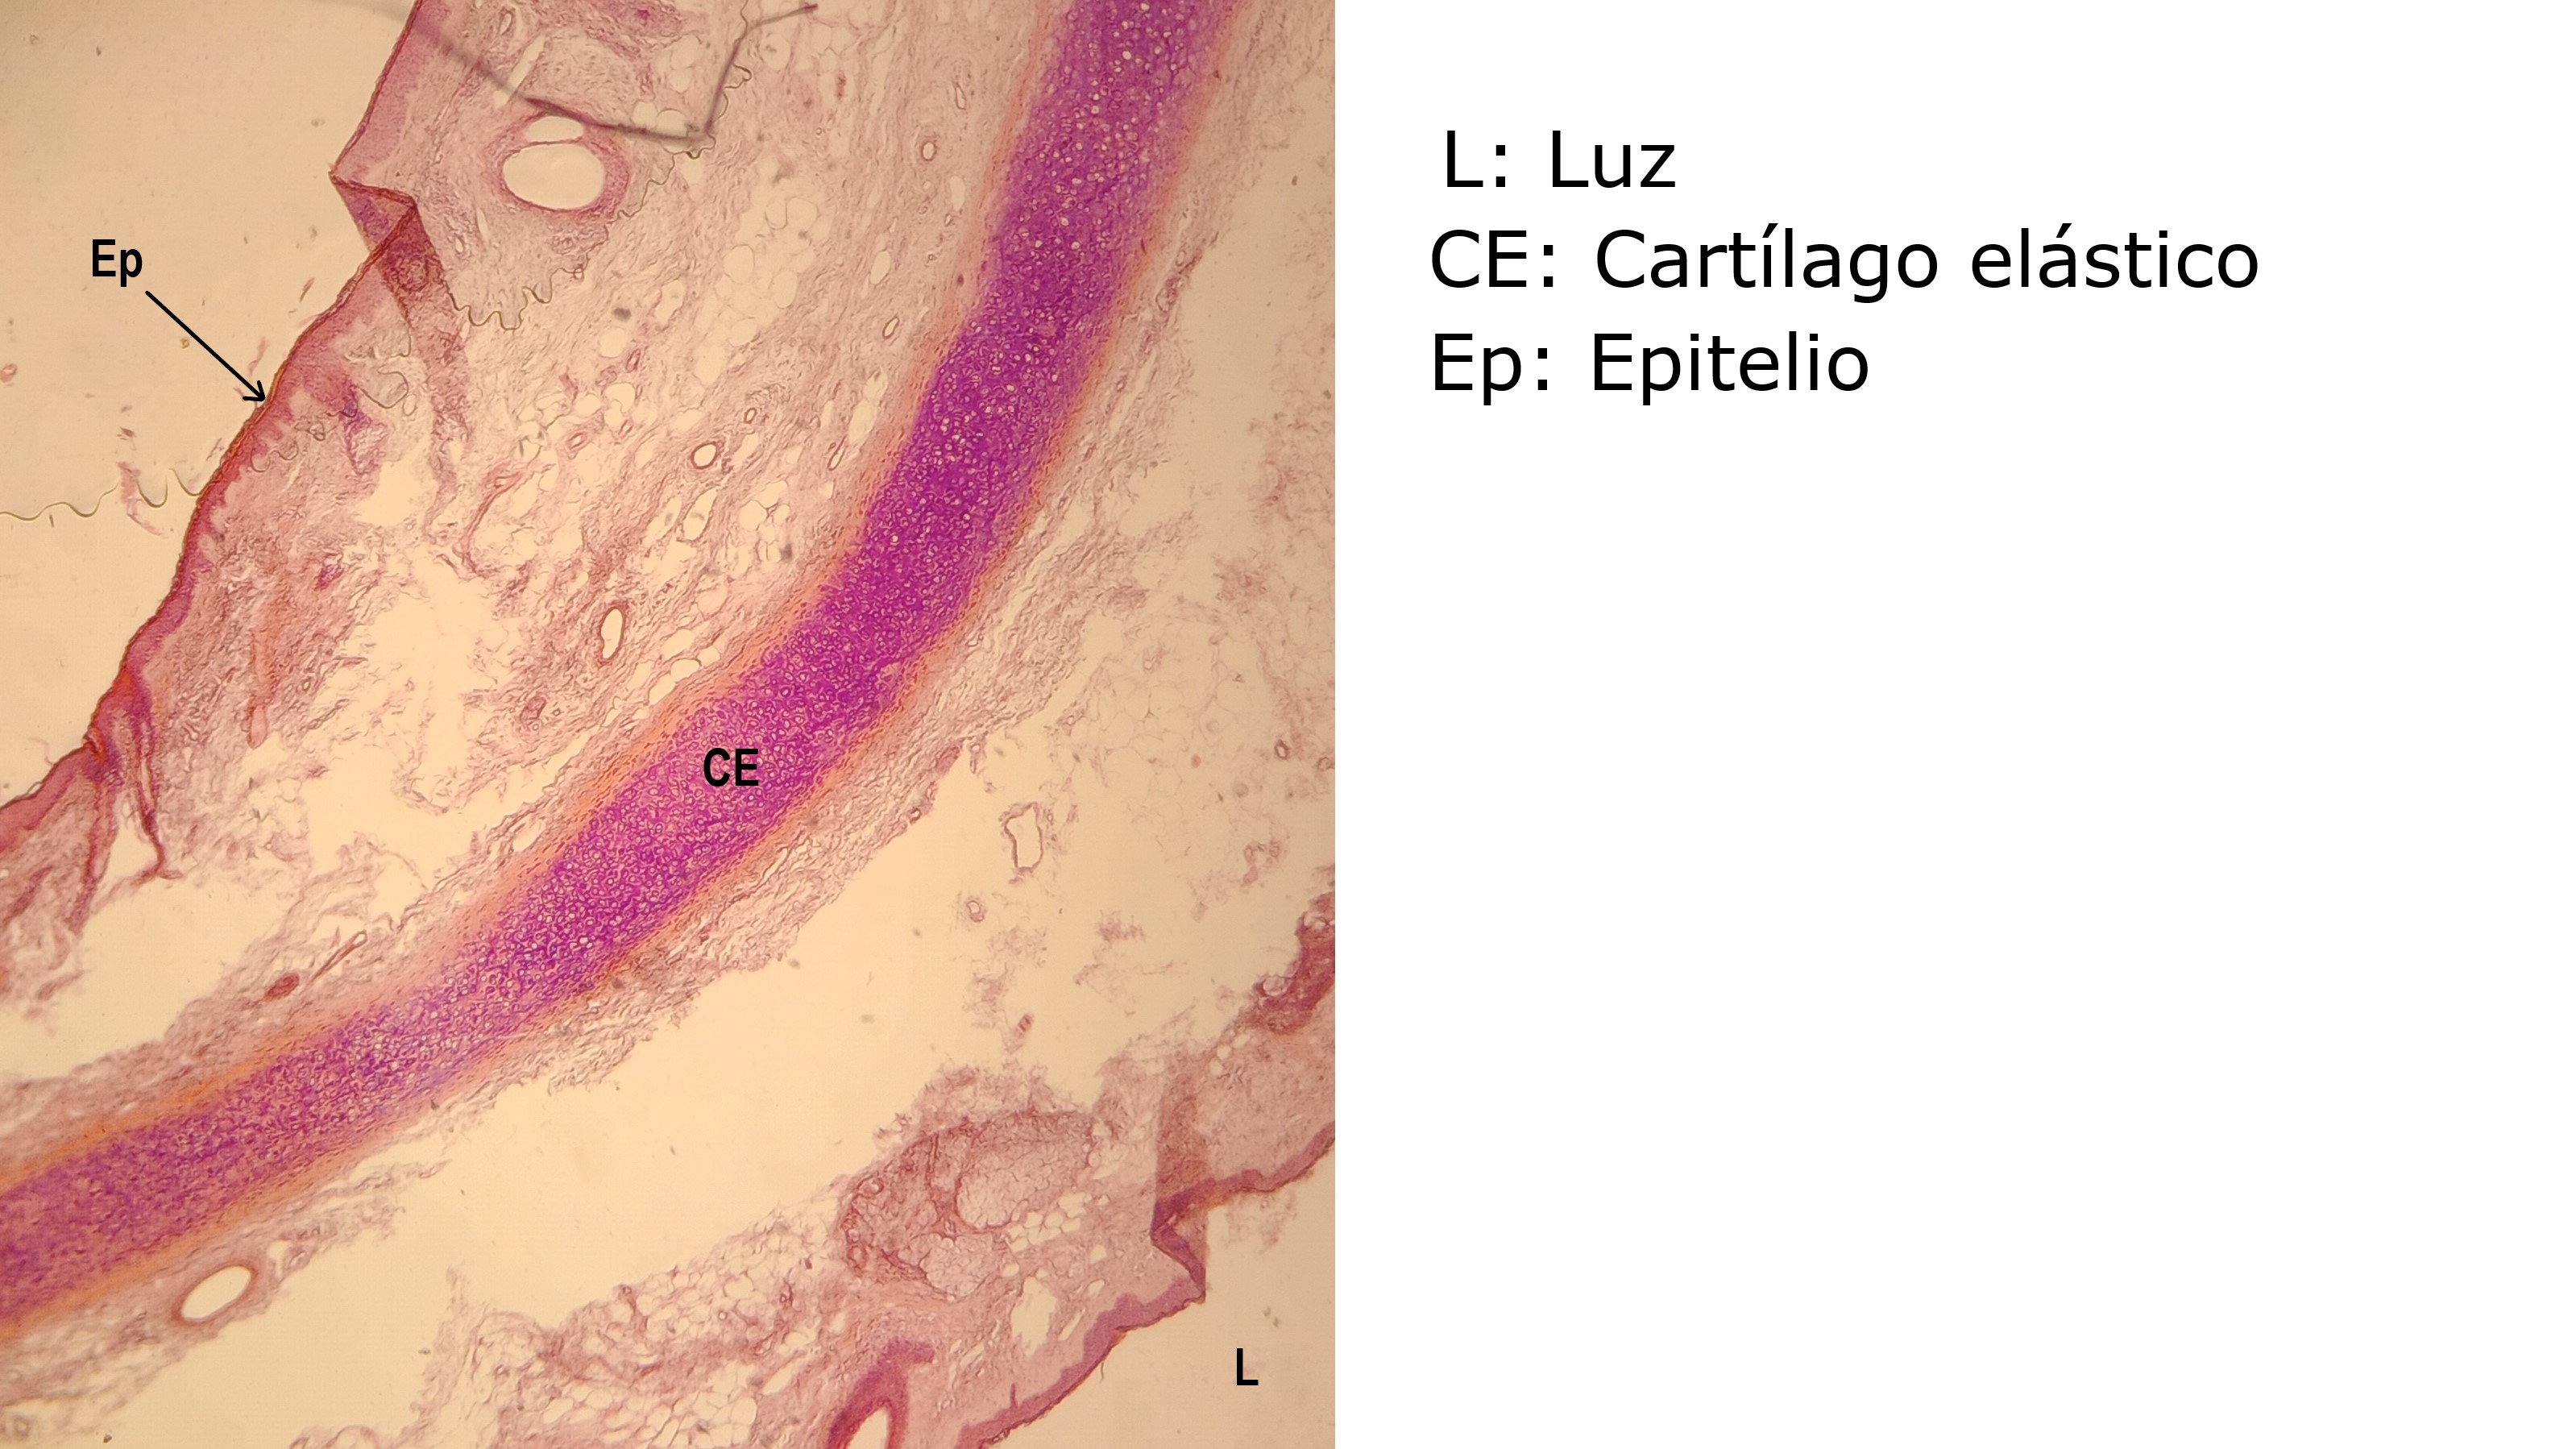 Ep
CE
L
L: Luz
CE: Cartílago elástico
Ep: Epitelio